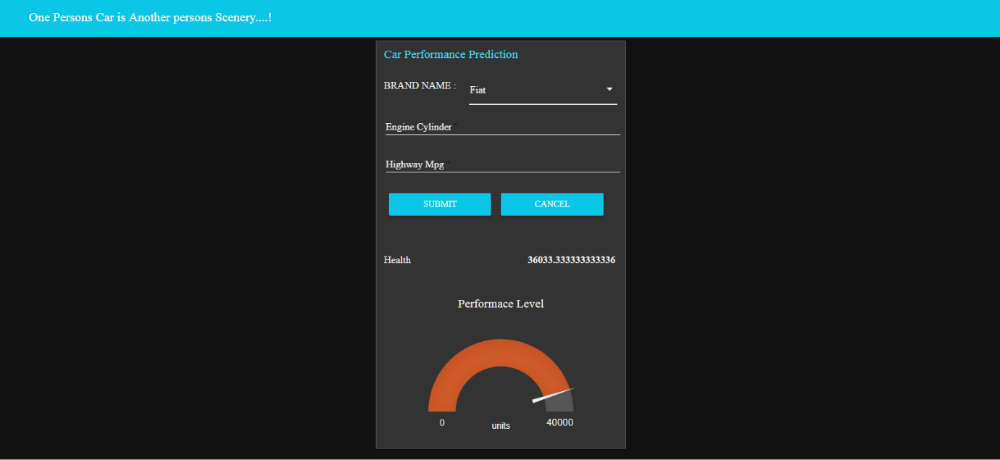 One Persons Car is Another persons Scenery....!
Car Performance Prediction
BRAND NAME : Fiat
Engine Cylinder *
Highway Mpg *
SUBMIT CANCEL
Health 36033.333333333336
Performace Level
0 units 40000